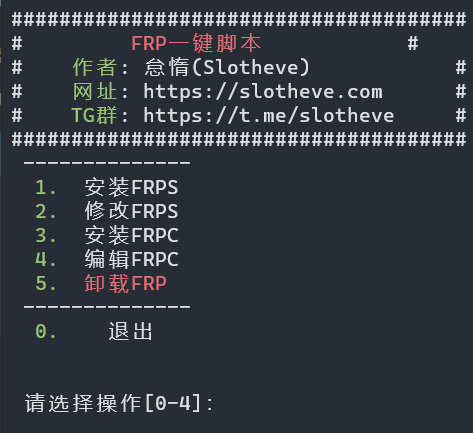 ######################################
#         FRP一键脚本            #
#    作者: 怠惰(Slotheve)            #
#    网址: https://slotheve.com      #
#    TG群: https://t.me/slotheve     #
######################################
--------------
1.  安装FRPS
2.  修改FRPS
3.  安装FRPC
4.  编辑FRPC
5.  卸载FRP
--------------
0.    退出
请选择操作[0-4]: